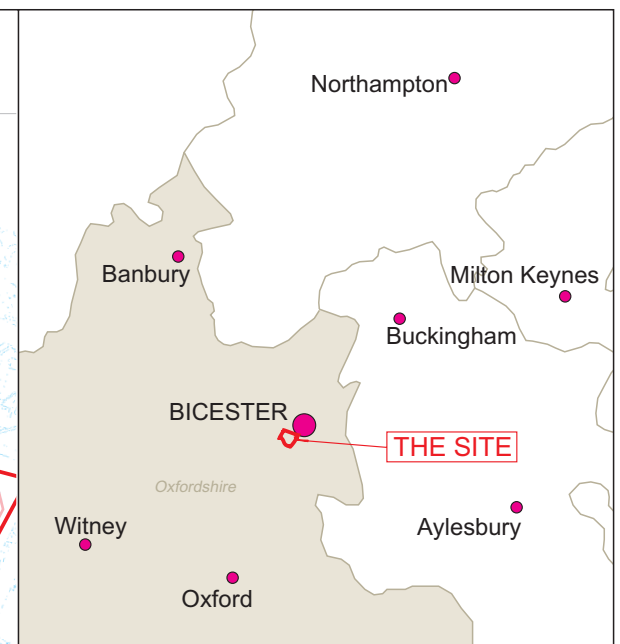 Northampton
Banbury
Milton Keynes
Buckingham
BICESTER
THE SITE
Oxfordshire
Witney
Aylesbury
Oxford